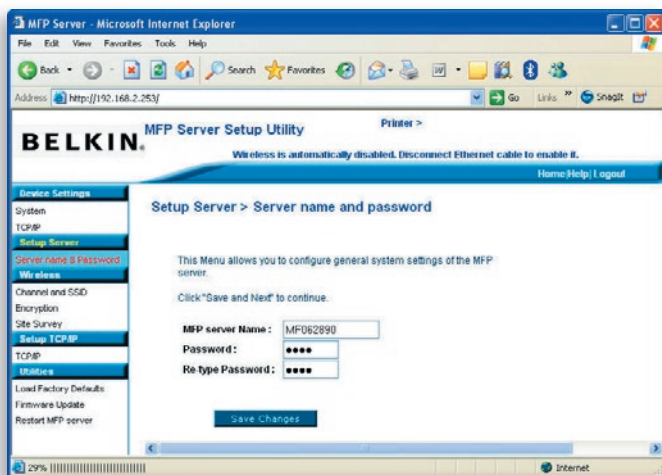 MFP Server - Microsoft Internet Explorer
File Edit View Favorites Tools Help
Back Search Favorites
Address http://192.168.2.253/ Go Links » SnagIt
BELKIN. MFP Server Setup Utility Printer >
Wireless is automatically disabled. Disconnect Ethernet cable to enable it.
Home|Help|Logout
Device Settings
System
TCP/IP
Setup Server
Server name & Password
Wireless
Channel and SSID
Encryption
Site Survey
Setup TCP/IP
TCP/IP
Utilities
Load Factory Defaults
Firmware Update
Restart MFP server
Setup Server > Server name and password
This Menu allows you to configure general system settings of the MFP
server.
Click "Save and Next" to continue.
MFP server Name : MF062890
Password : ••••
Re-type Password : ••••
Save Changes
29% Internet